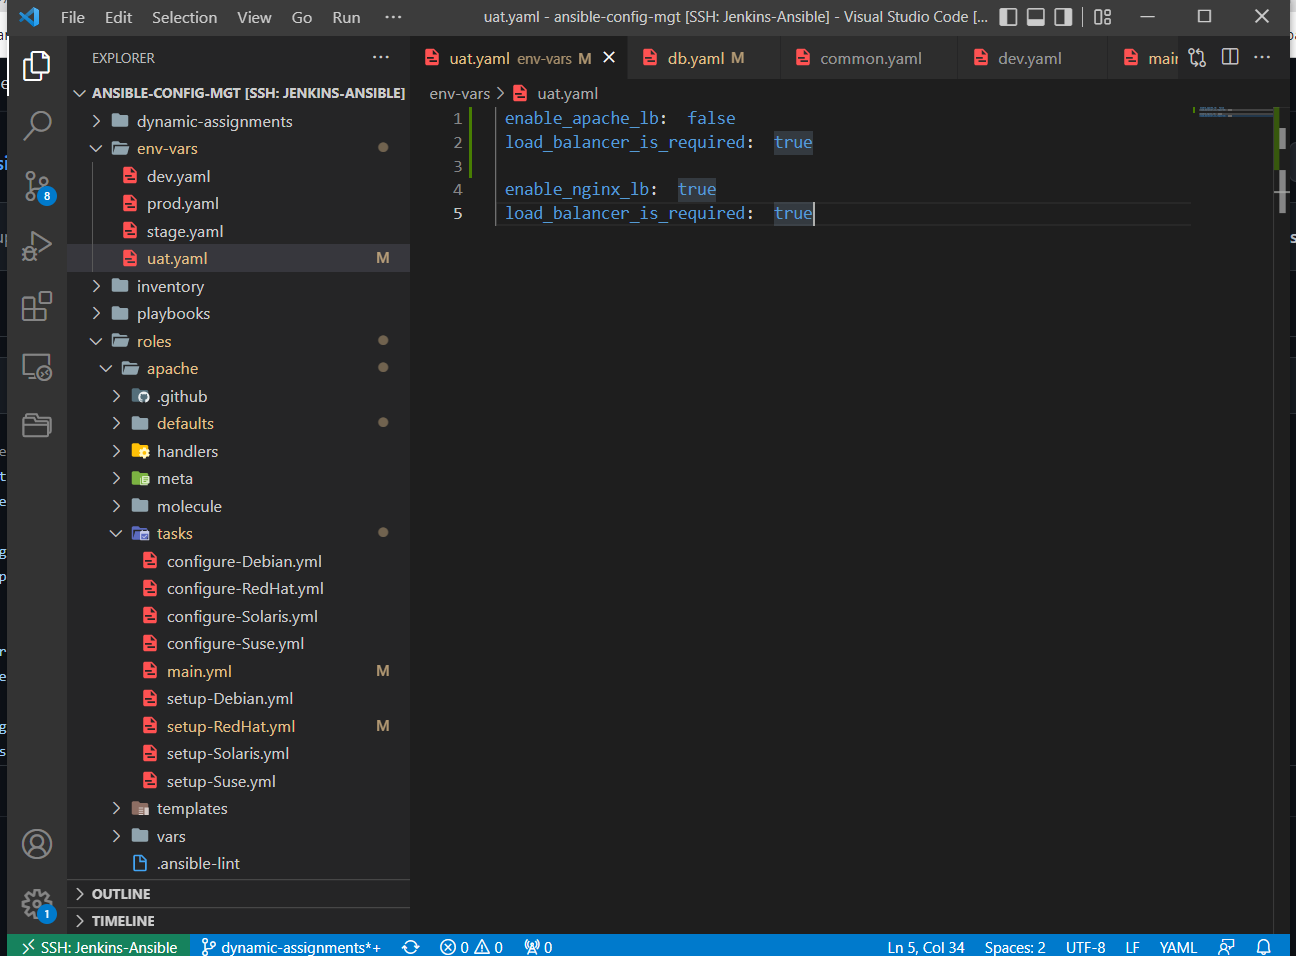 File Edit Selection View Go Run ··· uat.yaml - ansible-config-mgt [SSH: Jenkins-Ansible] - Visual Studio Code [...
EXPLORER ···
ANSIBLE-CONFIG-MGT [SSH: JENKINS-ANSIBLE]
dynamic-assignments
env-vars
dev.yaml
prod.yaml
stage.yaml
uat.yaml M
inventory
playbooks
roles
apache
.github
defaults
handlers
meta
molecule
tasks
configure-Debian.yml
configure-RedHat.yml
configure-Solaris.yml
configure-Suse.yml
main.yml M
setup-Debian.yml
setup-RedHat.yml M
setup-Solaris.yml
setup-Suse.yml
templates
vars
.ansible-lint
OUTLINE
TIMELINE
8
1
uat.yaml env-vars M db.yaml M common.yaml dev.yaml mai ···
env-vars > uat.yaml
1 enable_apache_lb: false
2 load_balancer_is_required: true
3
4 enable_nginx_lb: true
5 load_balancer_is_required: true
SSH: Jenkins-Ansible dynamic-assignments*+ 0 0 0 Ln 5, Col 34 Spaces: 2 UTF-8 LF YAML